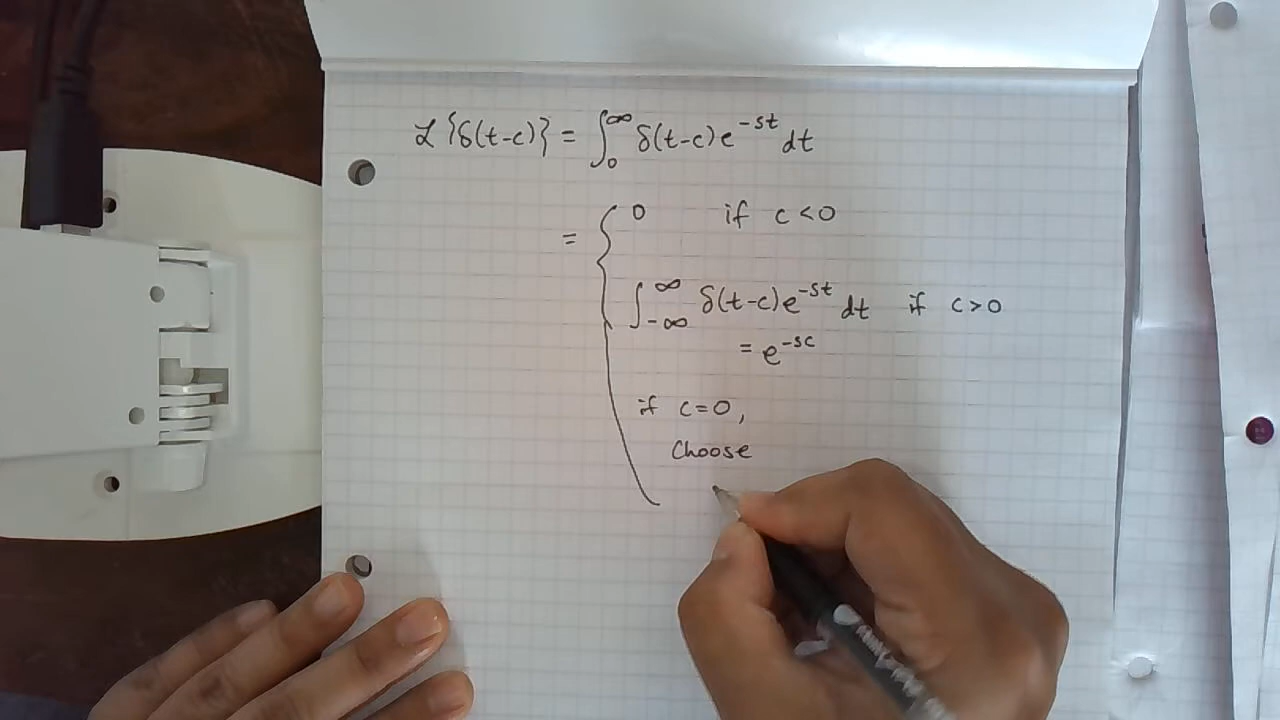 ℒ{δ(t-c)} = ∫₀^∞ δ(t-c)e^{-st} dt
= { 0 if c<0
∫_{-∞}^{∞} δ(t-c)e^{-st} dt if c>0
= e^{-sc}
if c=0,
Choose